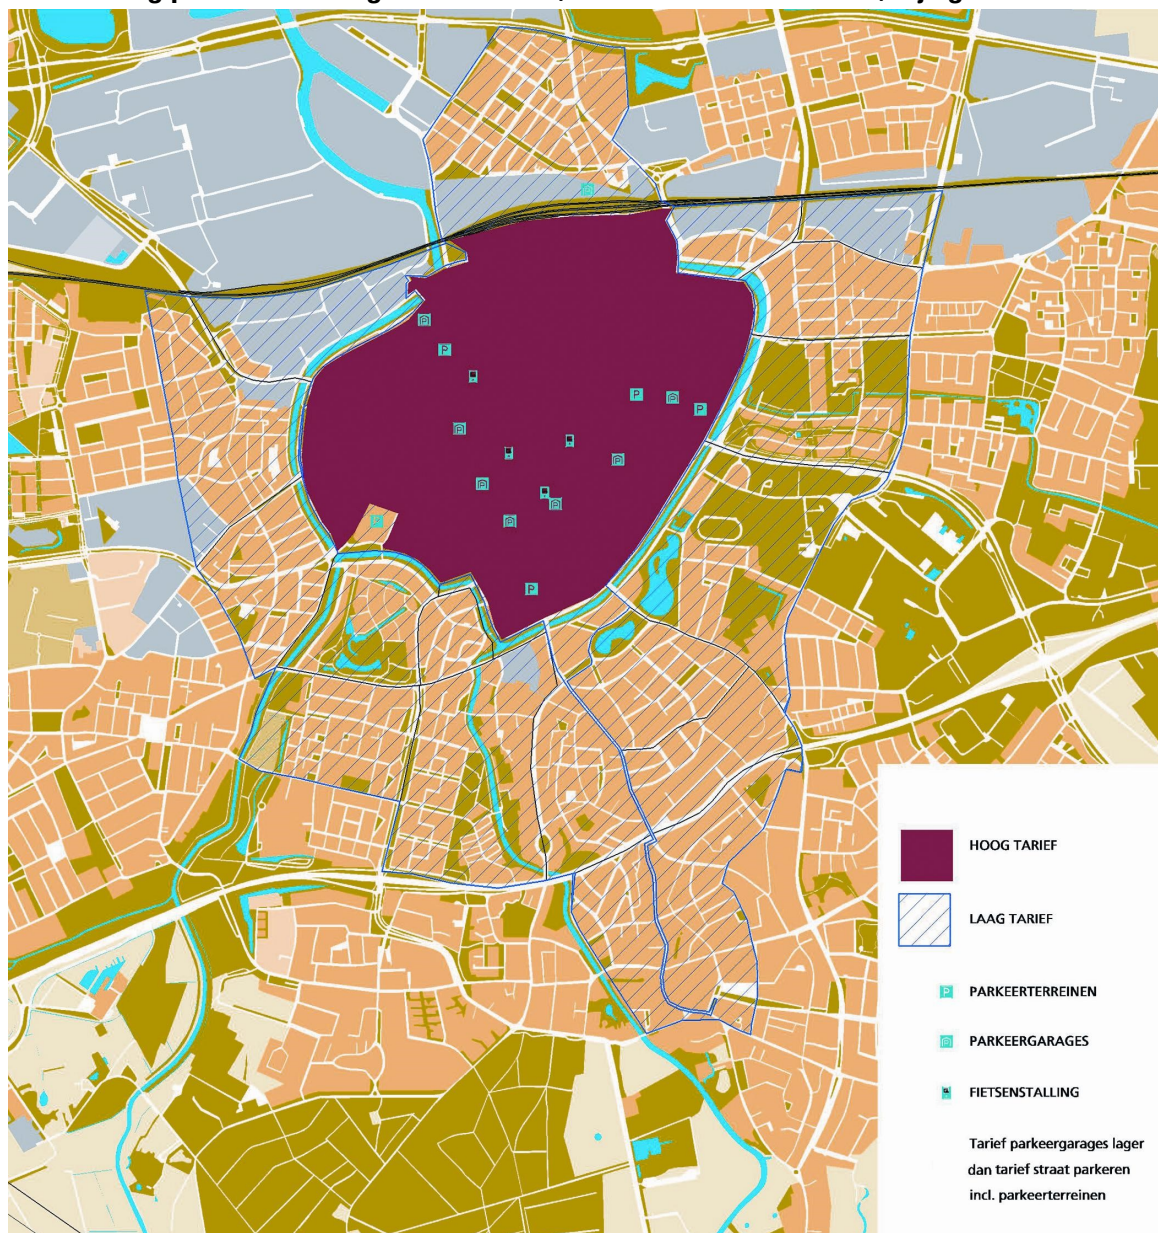 HOOG TARIEF
LAAG TARIEF
P PARKEERTERREINEN
P PARKEERGARAGES
FIETSENSTALLING
Tarief parkeergarages lager
dan tarief straat parkeren
incl. parkeerterreinen